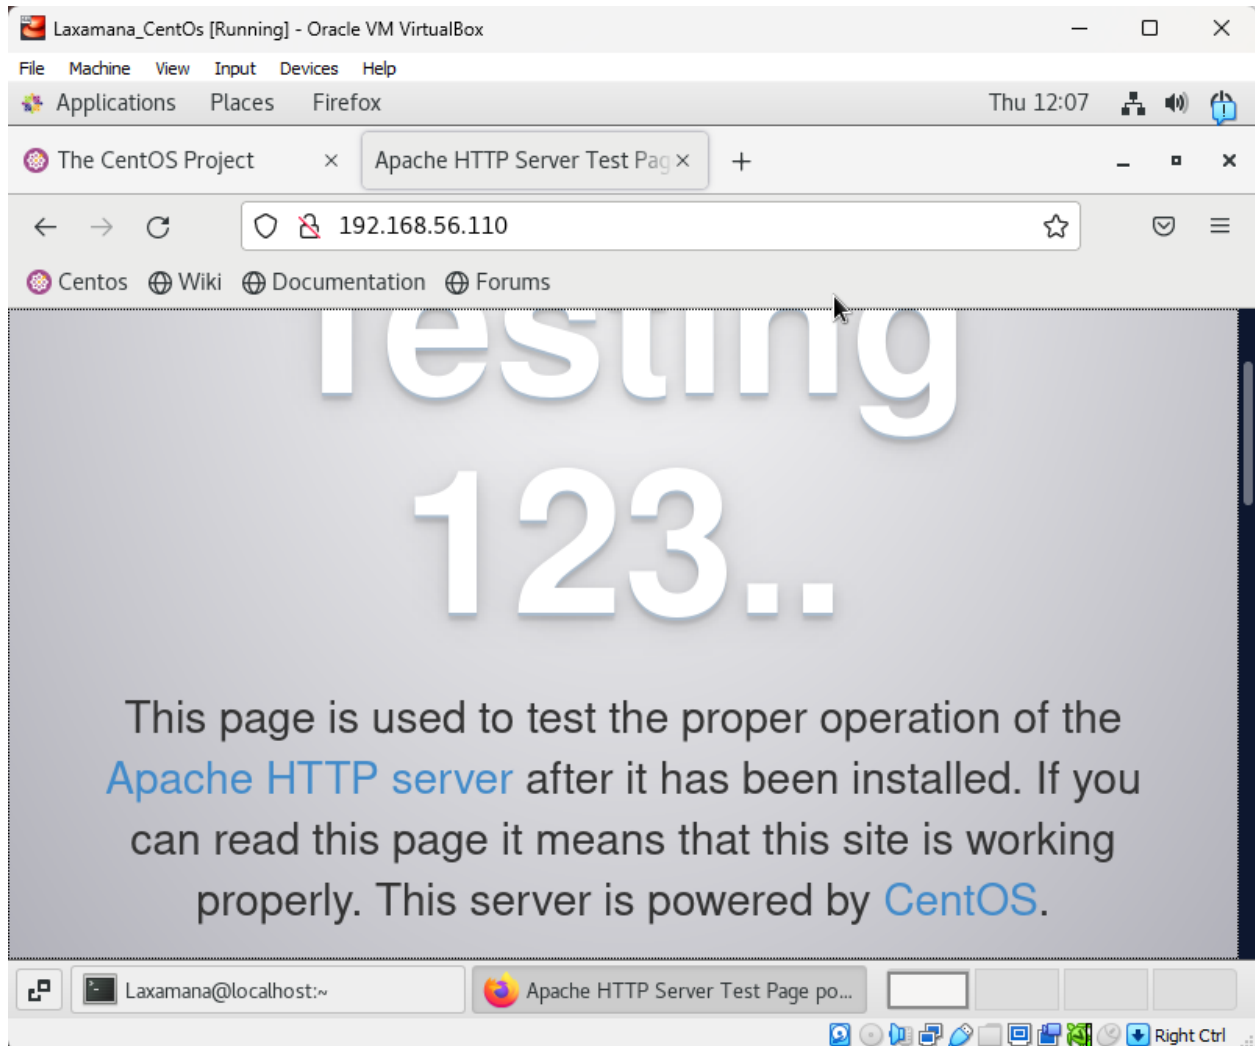 Laxamana_CentOs [Running] - Oracle VM VirtualBox
File Machine View Input Devices Help
Applications Places Firefox Thu 12:07
The CentOS Project Apache HTTP Server Test Pag
192.168.56.110
Centos Wiki Documentation Forums
Testing
123..
This page is used to test the proper operation of the
Apache HTTP server after it has been installed. If you
can read this page it means that this site is working
properly. This server is powered by CentOS.
Laxamana@localhost:~ Apache HTTP Server Test Page po...
Right Ctrl